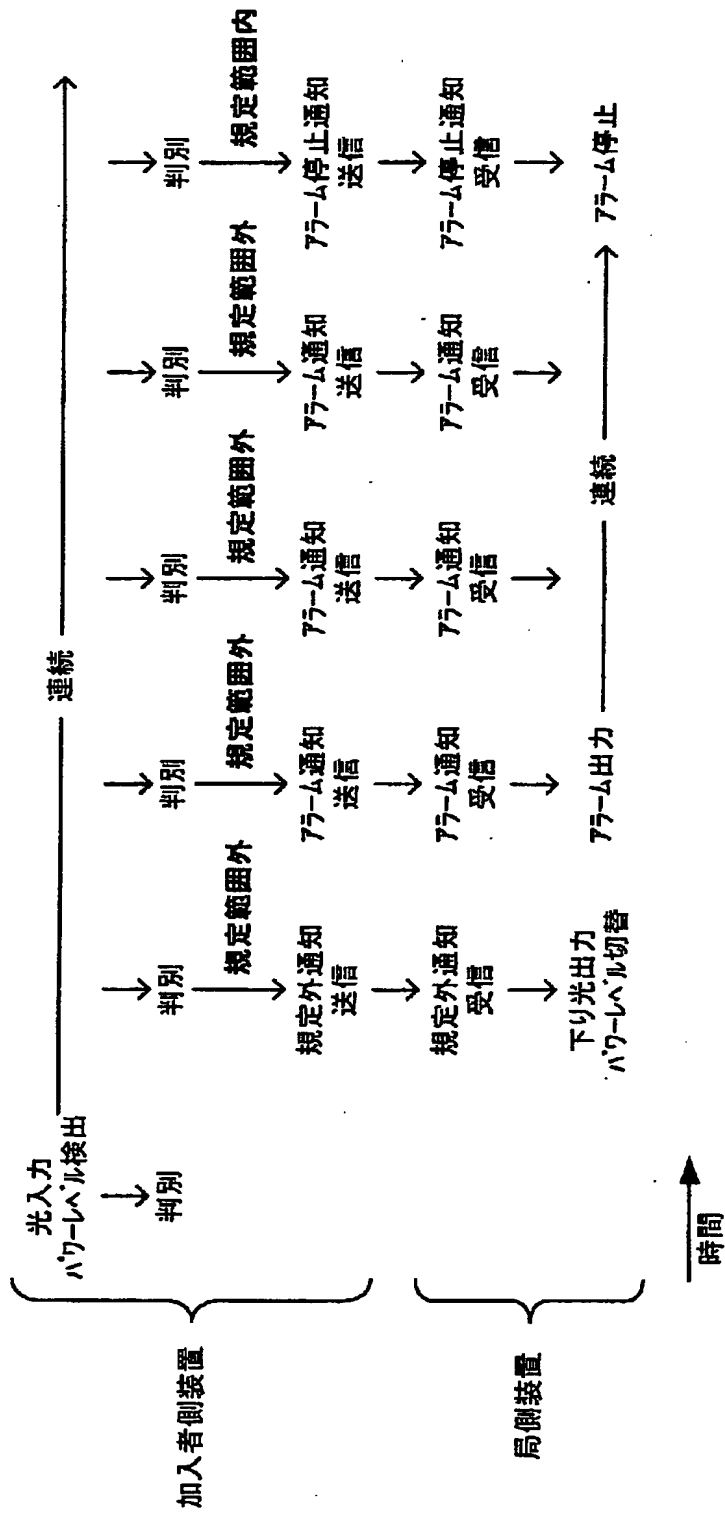 光入力
パワーレベル検出
連続
判別
判別
判別
判別
判別
判別
規定範囲外
規定範囲外
規定範囲外
規定範囲外
規定範囲内
規定外通知
送信
アラーム通知
送信
アラーム通知
送信
アラーム通知
送信
アラーム停止通知
送信
加入者側装置
規定外通知
受信
アラーム通知
受信
アラーム通知
受信
アラーム通知
受信
アラーム停止通知
受信
下り光出力
パワーレベル切替
アラーム出力
連続
アラーム停止
局側装置
時間